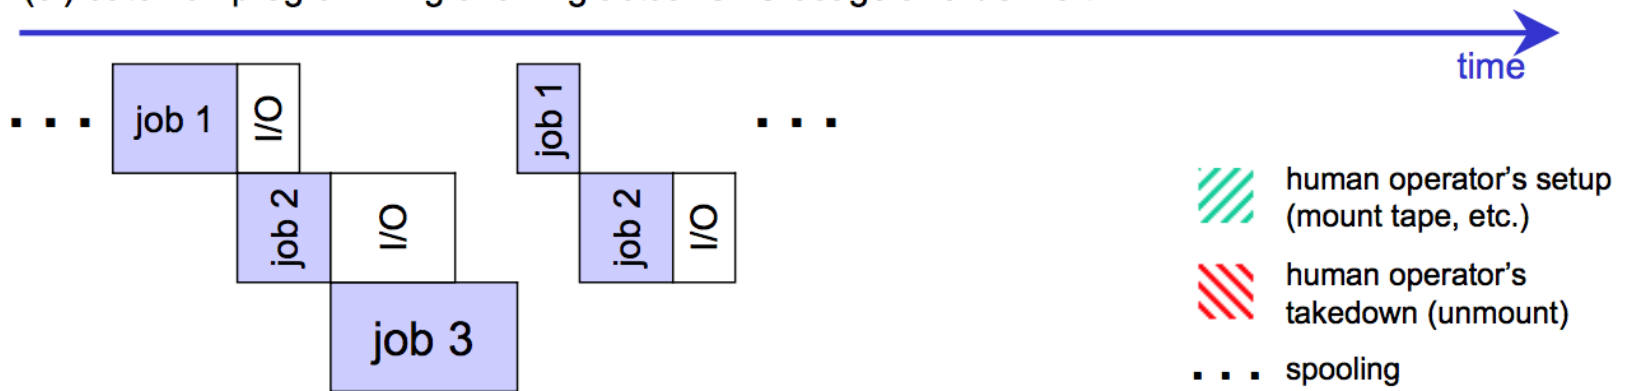 time
job 1
I/O
job 1
job 2
I/O
job 2
I/O
job 3
human operator's setup
(mount tape, etc.)
human operator's
takedown (unmount)
spooling